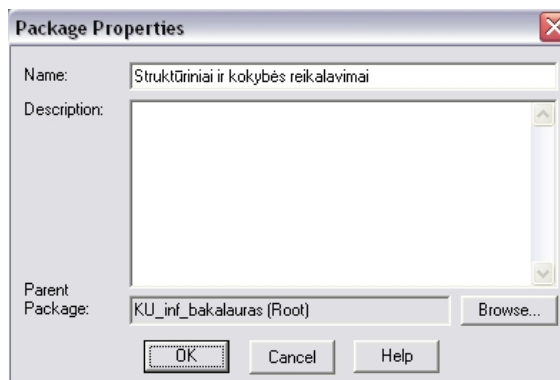 Package Properties
Name: Struktūriniai ir kokybės reikalavimai
Description:
Parent
Package: KU_inf_bakalauras (Root) Browse...
OK Cancel Help